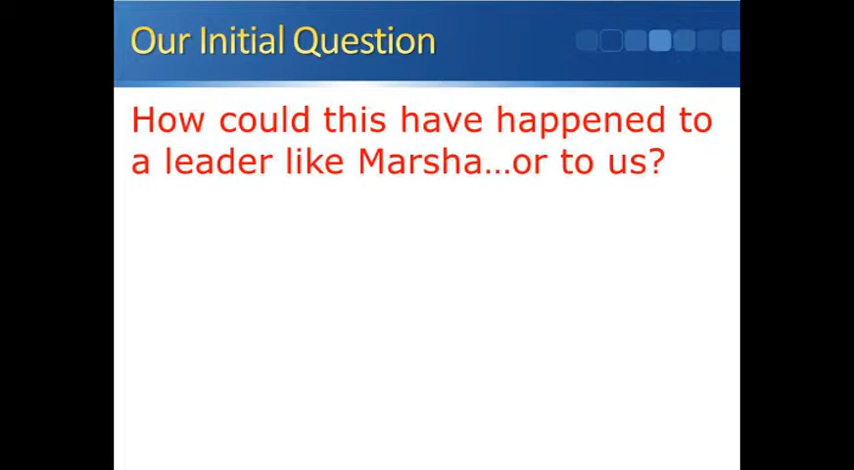 Our Initial Question
How could this have happened to
a leader like Marsha…or to us?